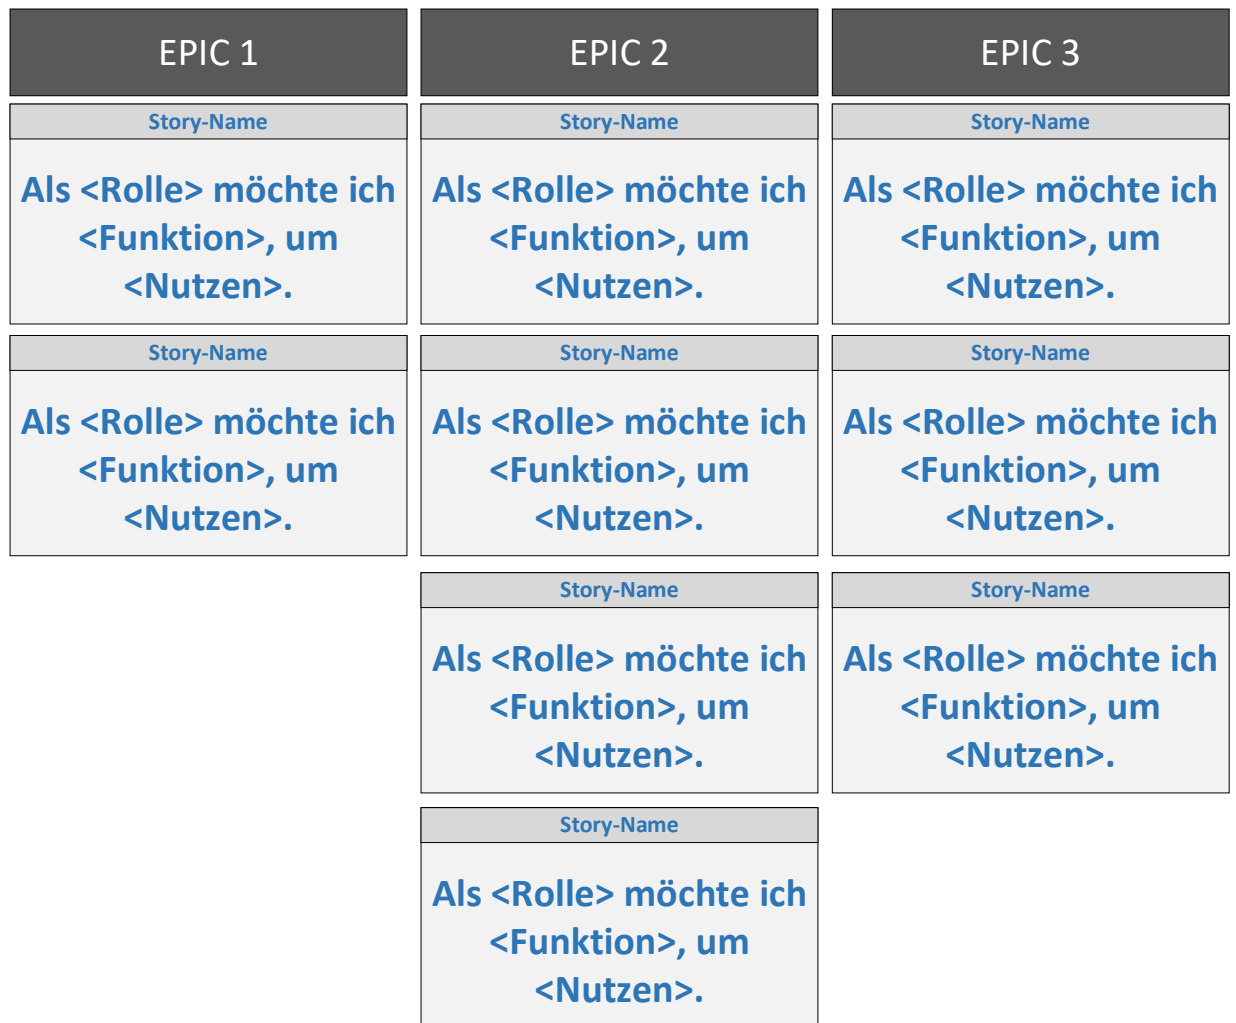 EPIC 1
EPIC 2
EPIC 3
Story-Name
Als <Rolle> möchte ich
<Funktion>, um
<Nutzen>.
Story-Name
Als <Rolle> möchte ich
<Funktion>, um
<Nutzen>.
Story-Name
Als <Rolle> möchte ich
<Funktion>, um
<Nutzen>.
Story-Name
Als <Rolle> möchte ich
<Funktion>, um
<Nutzen>.
Story-Name
Als <Rolle> möchte ich
<Funktion>, um
<Nutzen>.
Story-Name
Als <Rolle> möchte ich
<Funktion>, um
<Nutzen>.
Story-Name
Als <Rolle> möchte ich
<Funktion>, um
<Nutzen>.
Story-Name
Als <Rolle> möchte ich
<Funktion>, um
<Nutzen>.
Story-Name
Als <Rolle> möchte ich
<Funktion>, um
<Nutzen>.